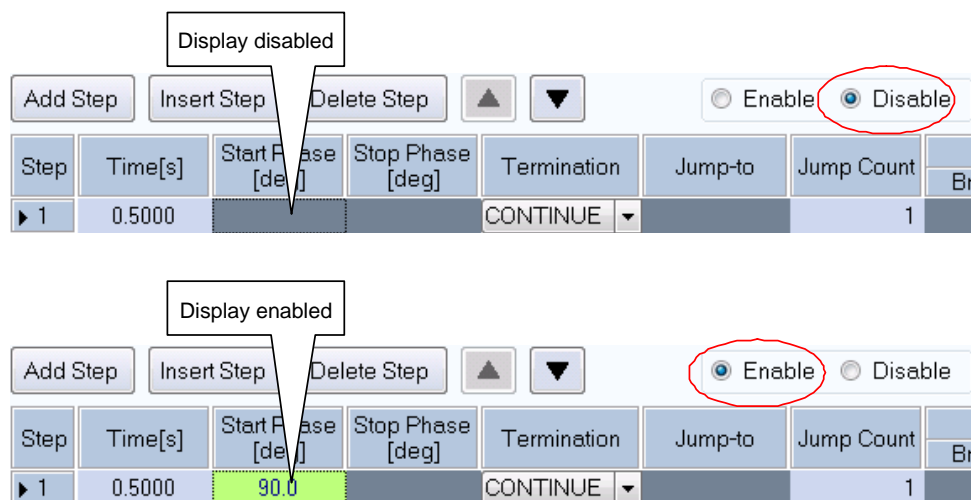 Display disabled
Add Step Insert Step Delete Step Enable Disable
Step Time[s] Start Phase [deg] Stop Phase [deg] Termination Jump-to Jump Count
1 0.5000 CONTINUE 1
Display enabled
Add Step Insert Step Delete Step Enable Disable
Step Time[s] Start Phase [deg] Stop Phase [deg] Termination Jump-to Jump Count
1 0.5000 90.0 CONTINUE 1